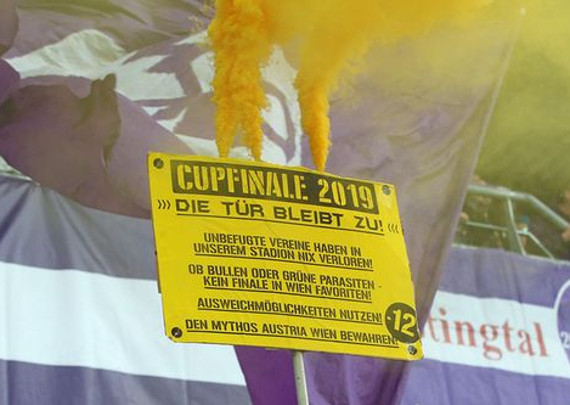 CUPFINALE 2019
››› DIE TÜR BLEIBT ZU! ‹‹‹
UNBEFUGTE VEREINE HABEN IN
UNSEREM STADION NIX VERLOREN!
OB BULLEN ODER GRÜNE PARASITEN -
KEIN FINALE IN WIEN FAVORITEN!
AUSWEICHMÖGLICHKEITEN NUTZEN!
DEN MYTHOS AUSTRIA WIEN BEWAHREN!
-12
tingtal